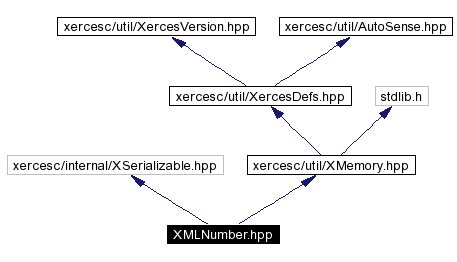 xercesc/util/XercesVersion.hpp
xercesc/util/AutoSense.hpp
xercesc/util/XercesDefs.hpp
stdlib.h
xercesc/internal/XSerializable.hpp
xercesc/util/XMemory.hpp
XMLNumber.hpp